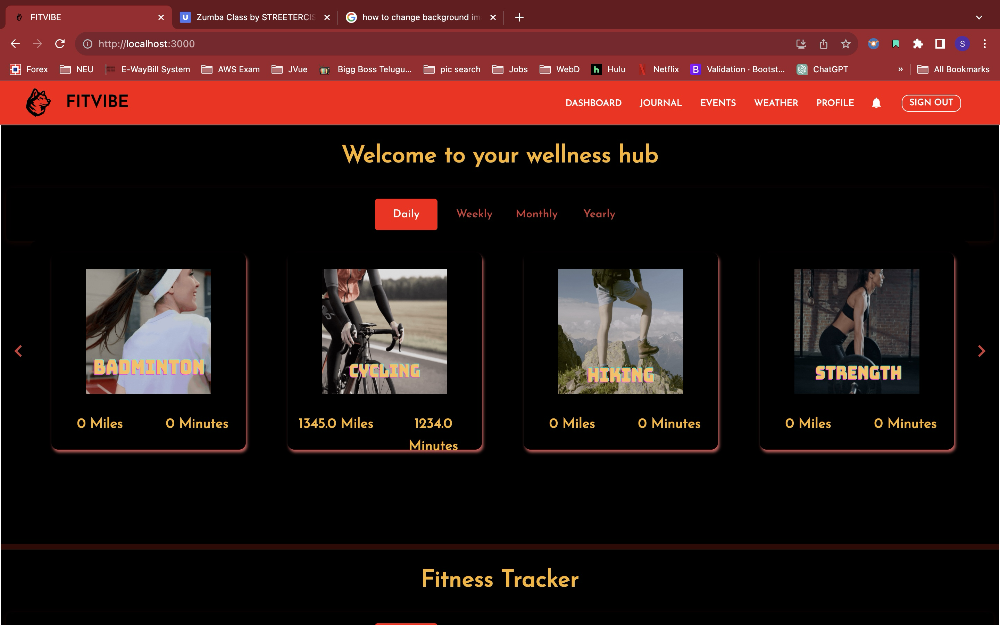 FITVIBE
Zumba Class by STREETERCIS
how to change background im
http://localhost:3000
S
Forex NEU E-WayBill System AWS Exam JVue Bigg Boss Telugu... pic search Jobs WebD Hulu Netflix Validation · Bootst... ChatGPT » All Bookmarks
FITVIBE DASHBOARD JOURNAL EVENTS WEATHER PROFILE SIGN OUT
Welcome to your wellness hub
Daily Weekly Monthly Yearly
BADMINTON
CYCLING
HIKING
STRENGTH
0 Miles 0 Minutes
1345.0 Miles 1234.0
Minutes
0 Miles 0 Minutes
0 Miles 0 Minutes
Fitness Tracker